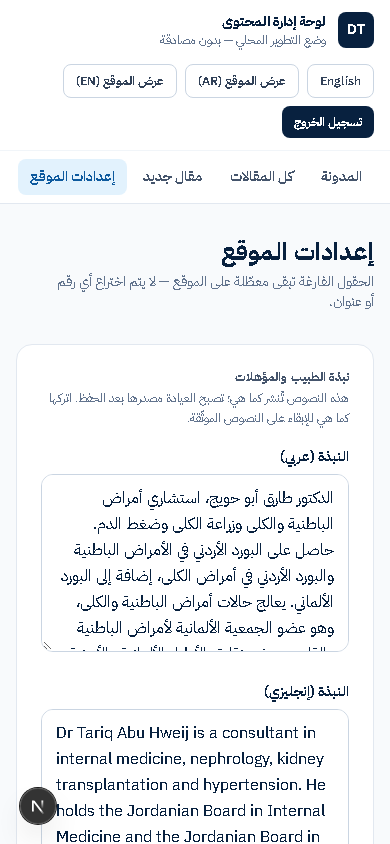 DT
لوحة إدارة المحتوى
وضع التطوير المحلي — بدون مصادقة
English
عرض الموقع (AR)
عرض الموقع (EN)
تسجيل الخروج
المدونة
كل المقالات
مقال جديد
إعدادات الموقع
إعدادات الموقع
الحقول الفارغة تبقى معطّلة على الموقع — لا يتم اختراع أي رقم
أو عنوان.
نبذة الطبيب والمؤهلات
هذه النصوص تُنشر كما هي؛ تصبح العيادة مصدرها بعد الحفظ. اتركها
كما هي للإبقاء على النصوص الموثّقة.
النبذة (عربي)
الدكتور طارق أبو حويج، استشاري أمراض
الباطنية والكلى وزراعة الكلى وضغط الدم.
حاصل على البورد الأردني في الأمراض الباطنية
والبورد الأردني في أمراض الكلى، إضافة إلى البورد
الألماني. يعالج حالات أمراض الباطنية والكلى،
وهو عضو الجمعية الألمانية لأمراض الباطنية
النبذة (إنجليزي)
Dr Tariq Abu Hweij is a consultant in
internal medicine, nephrology, kidney
transplantation and hypertension. He
holds the Jordanian Board in Internal
Medicine and the Jordanian Board in
N